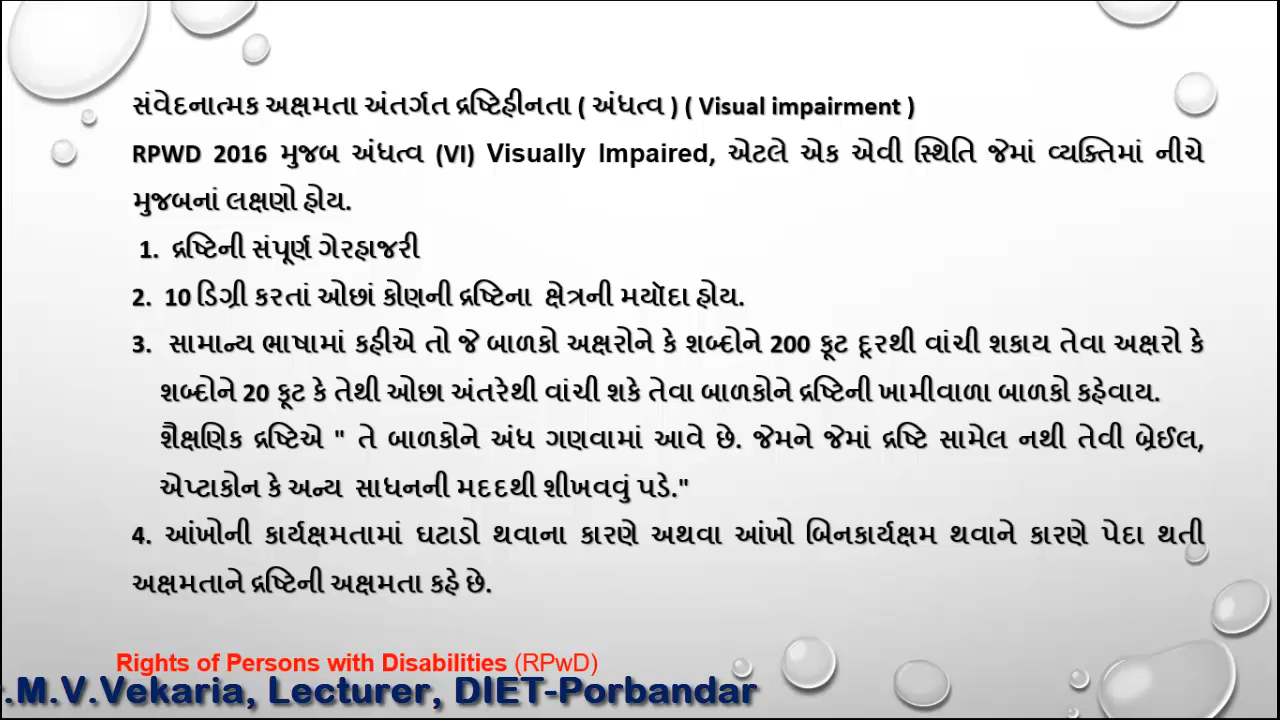 સંવેદનાત્મક અક્ષમતા અંતર્ગત દ્રષ્ટિહીનતા ( અંધત્વ ) ( Visual impairment )
RPWD 2016 મુજબ અંધત્વ (VI) Visually Impaired, એટલે એક એવી સ્થિતિ જેમાં વ્યક્તિમાં નીચે
મુજબનાં લક્ષણો હોય.
1. દ્રષ્ટિની સંપૂર્ણ ગેરહાજરી
2. 10 ડિગ્રી કરતાં ઓછાં કોણની દ્રષ્ટિના ક્ષેત્રની મર્યાદા હોય.
3. સામાન્ય ભાષામાં કહીએ તો જે બાળકો અક્ષરોને કે શબ્દોને 200 ફૂટ દૂરથી વાંચી શકાય તેવા અક્ષરો કે
શબ્દોને 20 ફૂટ કે તેથી ઓછા અંતરેથી વાંચી શકે તેવા બાળકોને દ્રષ્ટિની ખામીવાળા બાળકો કહેવાય.
શૈક્ષણિક દ્રષ્ટિએ " તે બાળકોને અંધ ગણવામાં આવે છે. જેમને જેમાં દ્રષ્ટિ સામેલ નથી તેવી બ્રેઈલ,
એપ્ટાકોન કે અન્ય સાધનની મદદથી શીખવવું પડે."
4. આંખોની કાર્યક્ષમતામાં ઘટાડો થવાના કારણે અથવા આંખો બિનકાર્યક્ષમ થવાને કારણે પેદા થતી
અક્ષમતાને દ્રષ્ટિની અક્ષમતા કહે છે.
Rights of Persons with Disabilities (RPwD)
.M.V.Vekaria, Lecturer, DIET-Porbandar